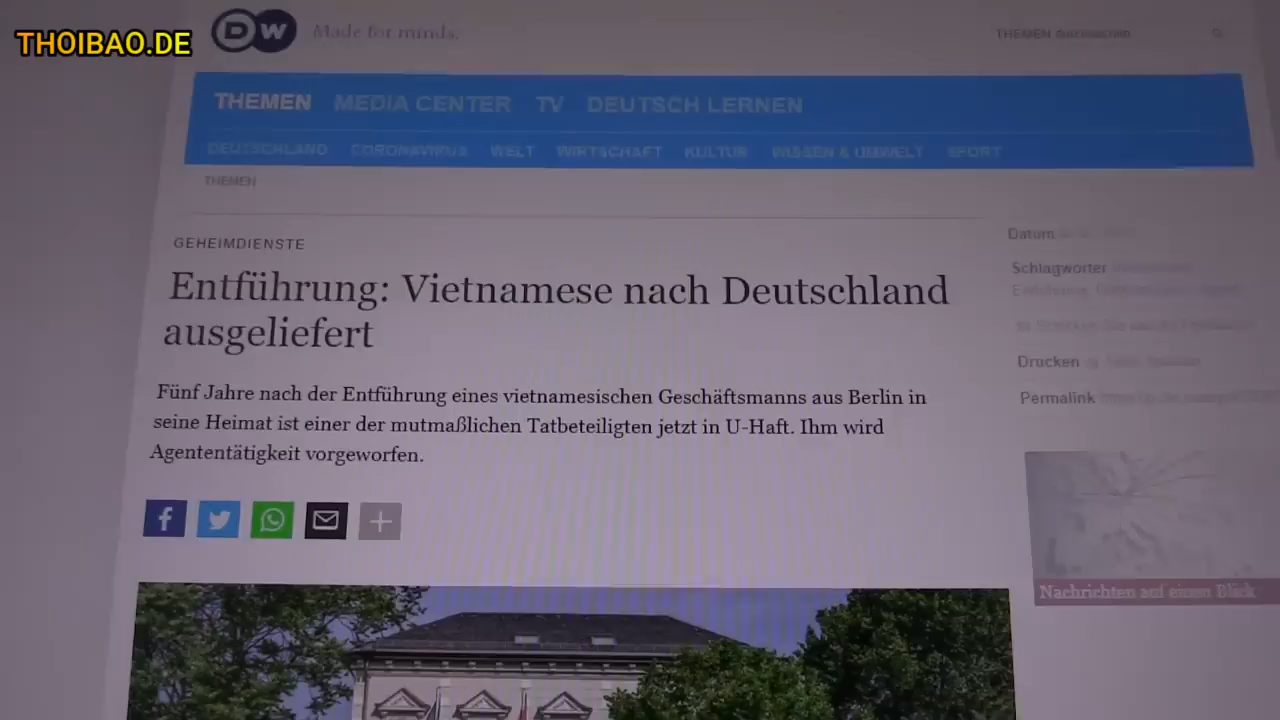 THOIBAO.DE
DW Made for minds.
THEMEN
THEMEN MEDIA CENTER TV DEUTSCH LERNEN
DEUTSCHLAND CORONAVIRUS WELT WIRTSCHAFT KULTUR WISSEN & UMWELT SPORT
THEMEN
GEHEIMDIENSTE
Entführung: Vietnamese nach Deutschland
ausgeliefert
Fünf Jahre nach der Entführung eines vietnamesischen Geschäftsmanns aus Berlin in
seine Heimat ist einer der mutmaßlichen Tatbeteiligten jetzt in U-Haft. Ihm wird
Agententätigkeit vorgeworfen.
Datum
Schlagwörter
Drucken
Permalink
Nachrichten auf einen Blick